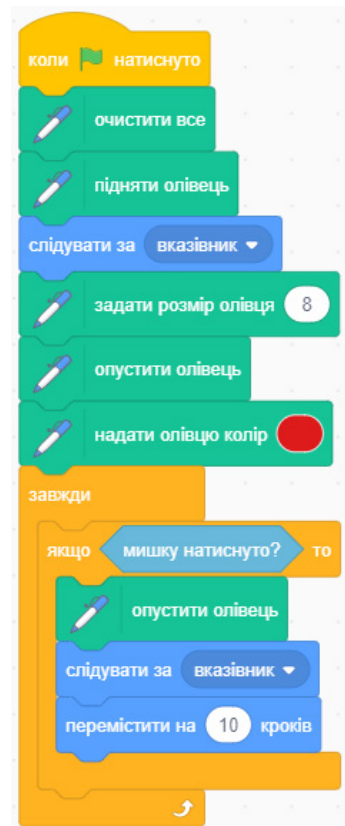 коли натиснуто
очистити все
підняти олівець
слідувати за вказівник
задати розмір олівця 8
опустити олівець
надати олівцю колір
завжди
якщо мишку натиснуто? то
опустити олівець
слідувати за вказівник
перемістити на 10 кроків